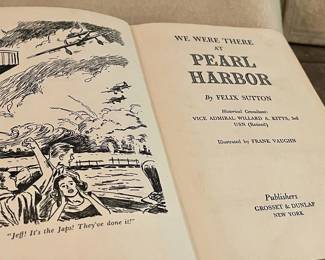 "Jeff! It's the Japs! They've done it!"
WE WERE THERE
AT
PEARL
HARBOR
By FELIX SUTTON
Historical Consultant:
VICE ADMIRAL WILLARD A. KITTS, 3rd
USN (Retired)
Illustrated by FRANK VAUGHN
Publishers
GROSSET & DUNLAP
NEW YORK